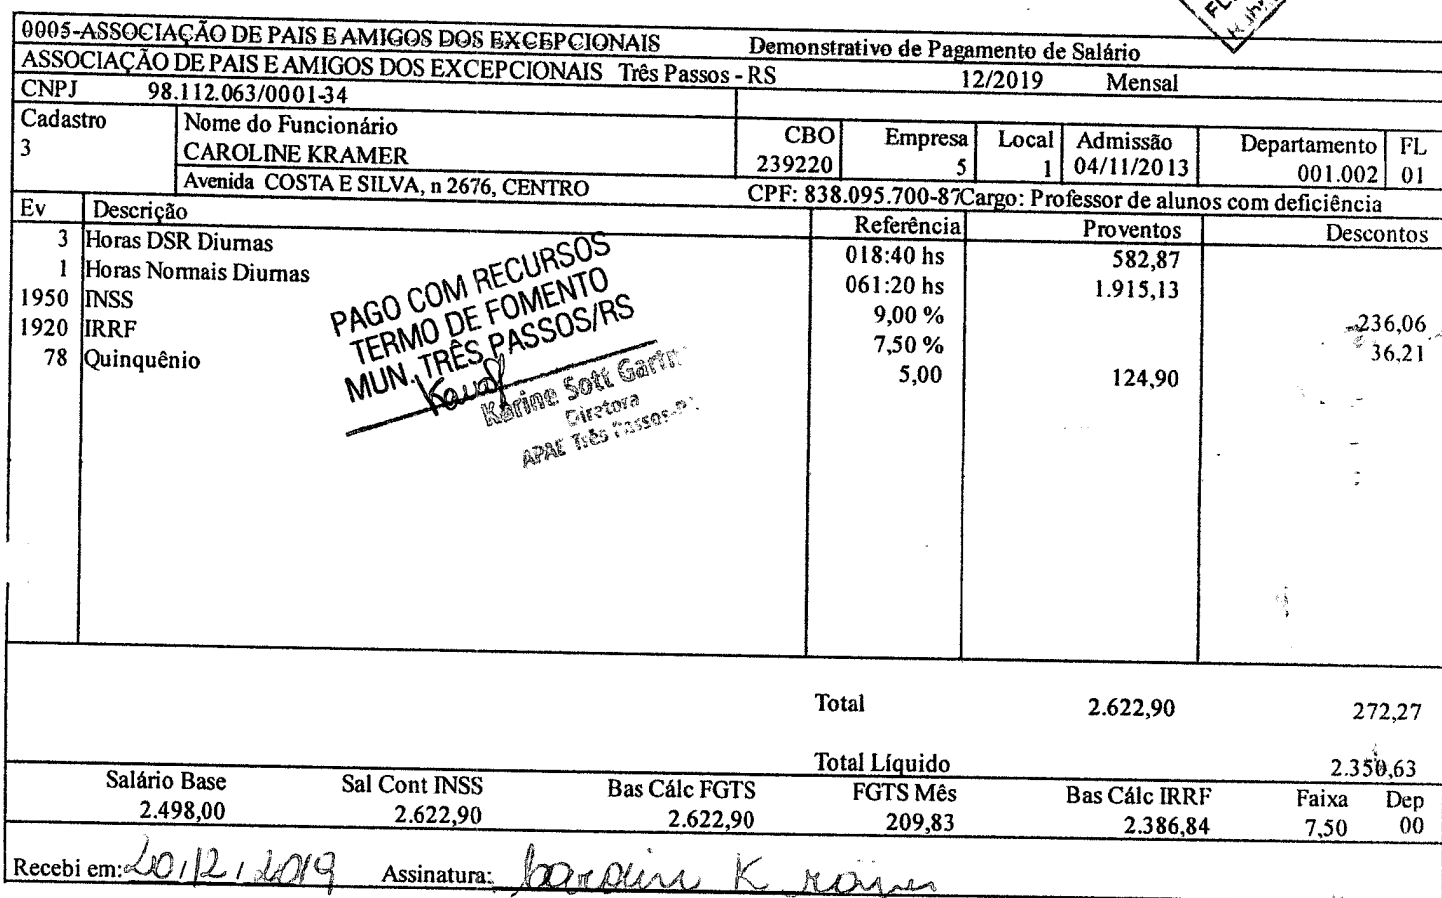 0005-ASSOCIAÇÃO DE PAIS E AMIGOS DOS EXCEPCIONAIS Demonstrativo de Pagamento de Salário
ASSOCIAÇÃO DE PAIS E AMIGOS DOS EXCEPCIONAIS Três Passos - RS 12/2019 Mensal
CNPJ 98.112.063/0001-34
Cadastro Nome do Funcionário CBO Empresa Local Admissão Departamento FL
3 CAROLINE KRAMER 239220 5 1 04/11/2013 001.002 01
Avenida COSTA E SILVA, n 2676, CENTRO CPF: 838.095.700-87 Cargo: Professor de alunos com deficiência
Ev Descrição Referência Proventos Descontos
3 Horas DSR Diurnas 018:40 hs 582,87
1 Horas Normais Diurnas 061:20 hs 1.915,13
1950 INSS 9,00 % 236,06
1920 IRRF 7,50 % 36,21
78 Quinquênio 5,00 124,90
PAGO COM RECURSOS
TERMO DE FOMENTO
MUN. TRÊS PASSOS/RS
Karine Sott
Diretora
APAE Três Passos
Total 2.622,90 272,27
Total Líquido 2.350,63
Salário Base Sal Cont INSS Bas Cálc FGTS FGTS Mês Bas Cálc IRRF Faixa Dep
2.498,00 2.622,90 2.622,90 209,83 2.386,84 7,50 00
Recebi em: 20/12/2019 Assinatura: